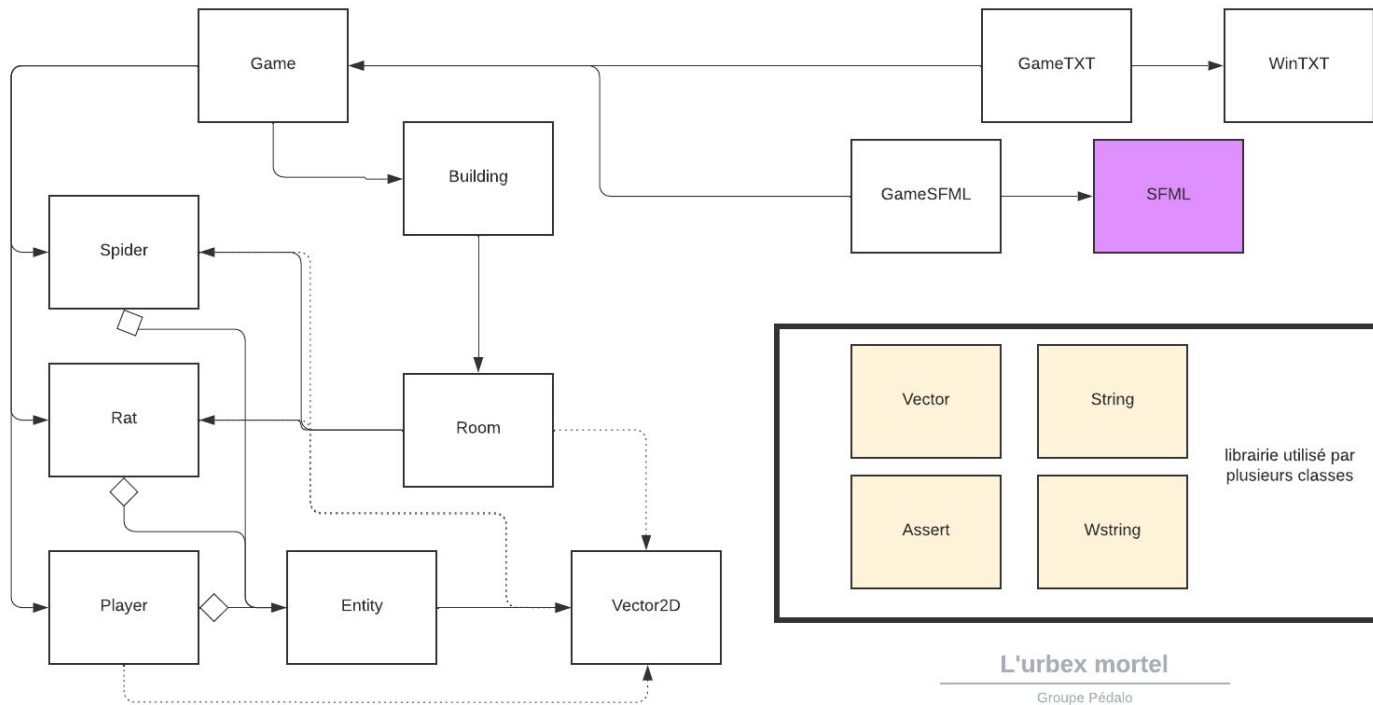 Game
GameTXT
WinTXT
Building
GameSFML
SFML
Spider
Rat
Room
Vector
String
librairie utilisé par
plusieurs classes
Assert
Wstring
Player
Entity
Vector2D
L'urbex mortel
Groupe Pédalo